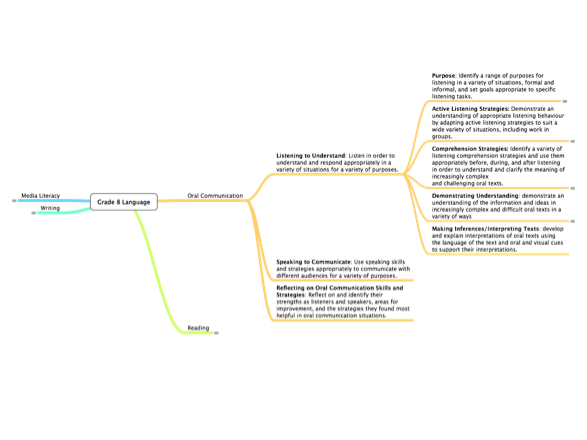 Purpose: Identify a range of purposes for
listening in a variety of situations, formal and
informal, and set goals appropriate to specific
listening tasks.
Active Listening Strategies: Demonstrate an
understanding of appropriate listening behaviour
by adapting active listening strategies to suit a
wide variety of situations, including work in
groups.
Comprehension Strategies: Identify a variety of
listening comprehension strategies and use them
appropriately before, during, and after listening
in order to understand and clarify the meaning of
increasingly complex
and challenging oral texts.
Demonstrating Understanding: demonstrate an
understanding of the information and ideas in
increasingly complex and difficult oral texts in a
variety of ways
Making Inferences/Interpreting Texts: develop
and explain interpretations of oral texts using
the language of the text and oral and visual cues
to support their interpretations.
Listening to Understand: Listen in order to
understand and respond appropriately in a
variety of situations for a variety of purposes.
Media Literacy
Writing
Grade 8 Language
Oral Communication
Speaking to Communicate: Use speaking skills
and strategies appropriately to communicate with
different audiences for a variety of purposes.
Reflecting on Oral Communication Skills and
Strategies: Reflect on and identify their
strengths as listeners and speakers, areas for
improvement, and the strategies they found most
helpful in oral communication situations.
Reading